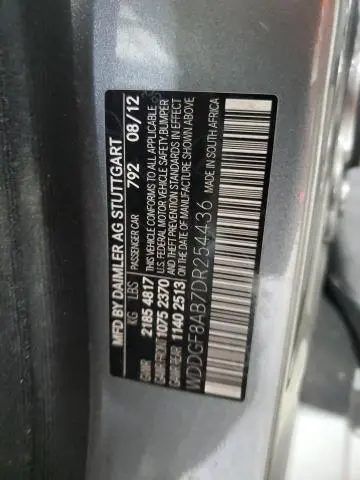 MFD BY DAIMLER AG STUTTGART
KG LBS PASSENGER CAR 792 08/12
GVWR 2185 4817 THIS VEHICLE CONFORMS TO ALL APPLICABLE
GAWR FRONT 1075 2370 U.S. FEDERAL MOTOR VEHICLE SAFETY, BUMPER
GAWR REAR 1140 2513 AND THEFT PREVENTION STANDARDS IN EFFECT
ON THE DATE OF MANUFACTURE SHOWN ABOVE
WDDGF8AB7DR254436 MADE IN SOUTH AFRICA